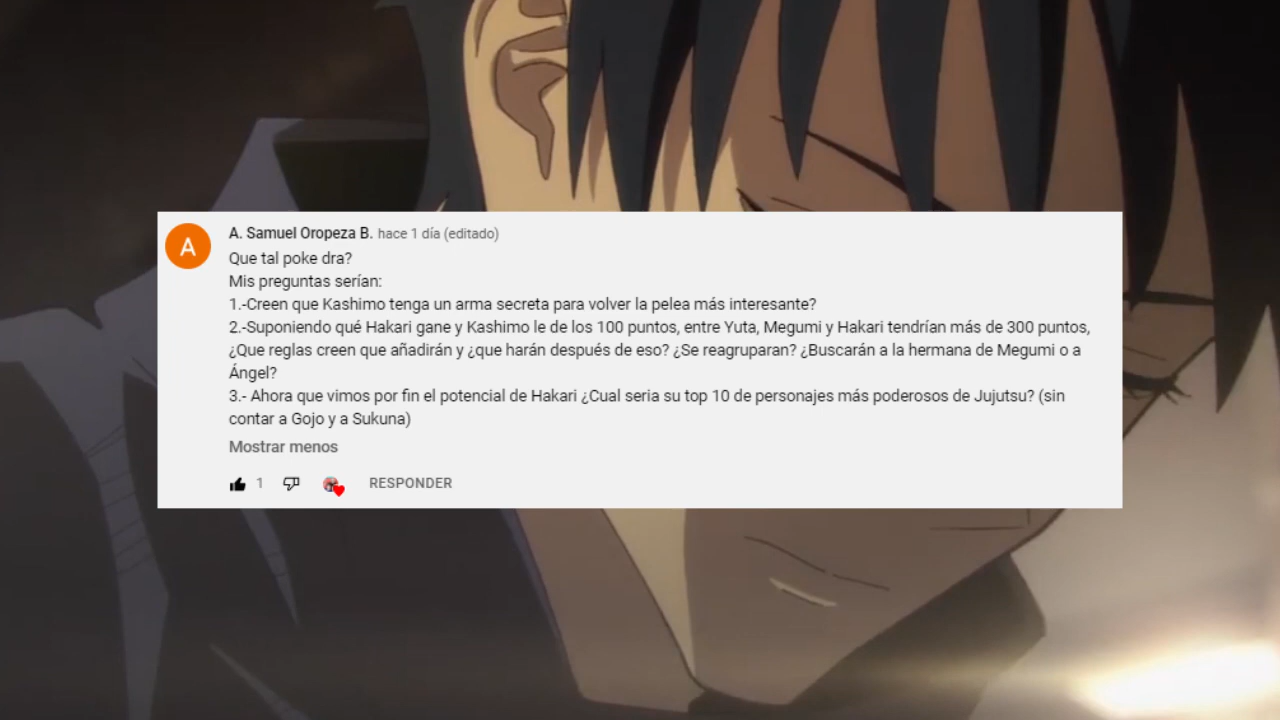 A
A. Samuel Oropeza B. hace 1 día (editado)
Que tal poke dra?
Mis preguntas serían:
1.-Creen que Kashimo tenga un arma secreta para volver la pelea más interesante?
2.-Suponiendo qué Hakari gane y Kashimo le de los 100 puntos, entre Yuta, Megumi y Hakari tendrían más de 300 puntos,
¿Que reglas creen que añadirán y ¿que harán después de eso? ¿Se reagruparan? ¿Buscarán a la hermana de Megumi o a
Ángel?
3.- Ahora que vimos por fin el potencial de Hakari ¿Cual seria su top 10 de personajes más poderosos de Jujutsu? (sin
contar a Gojo y a Sukuna)
Mostrar menos
1 RESPONDER